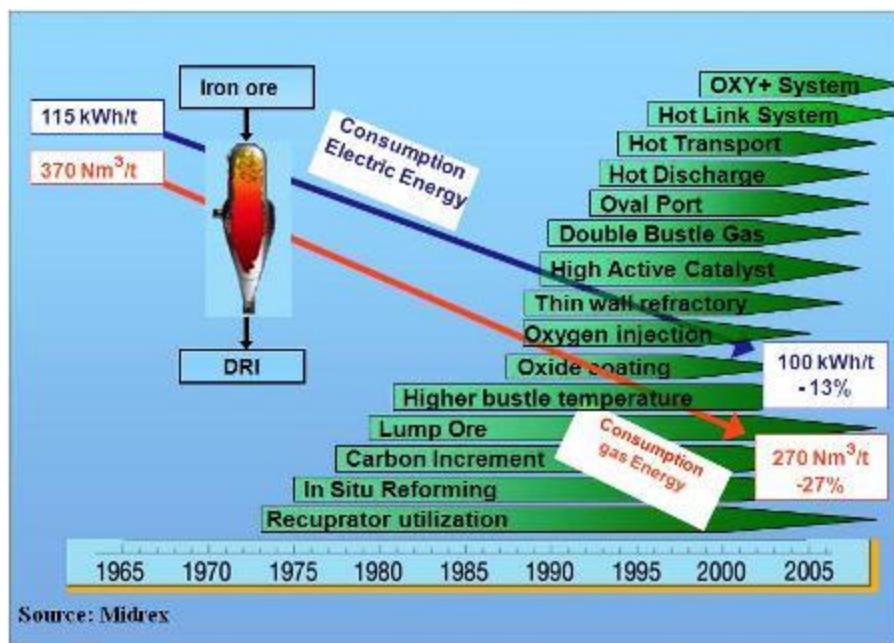 Iron ore
115 kWh/t
370 Nm³/t
Consumption
Electric Energy
OXY+ System
Hot Link System
Hot Transport
Hot Discharge
Oval Port
Double Bustle Gas
High Active Catalyst
Thin wall refractory
Oxygen injection
Oxide coating
Higher bustle temperature
Lump Ore
Carbon Increment
In Situ Reforming
Recuprator utilization
DRI
100 kWh/t
-13%
Consumption
gas Energy
270 Nm³/t
-27%
1965 1970 1975 1980 1985 1990 1995 2000 2005
Source: Midrex